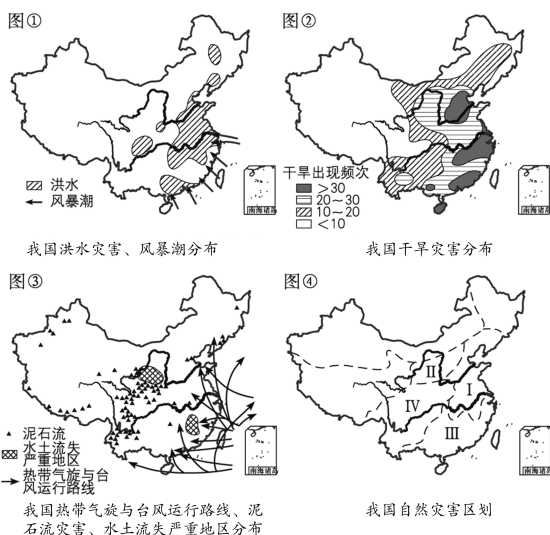 图①
洪水
风暴潮
南海诸岛
我国洪水灾害、风暴潮分布
图②
干旱出现频次
>30
20～30
10～20
<10
南海诸岛
我国干旱灾害分布
图③
泥石流
水土流失
严重地区
热带气旋与台
风运行路线
南海诸岛
我国热带气旋与台风运行路线、泥
石流灾害、水土流失严重地区分布
图④
Ⅱ
Ⅰ
Ⅳ
Ⅲ
南海诸岛
我国自然灾害区划